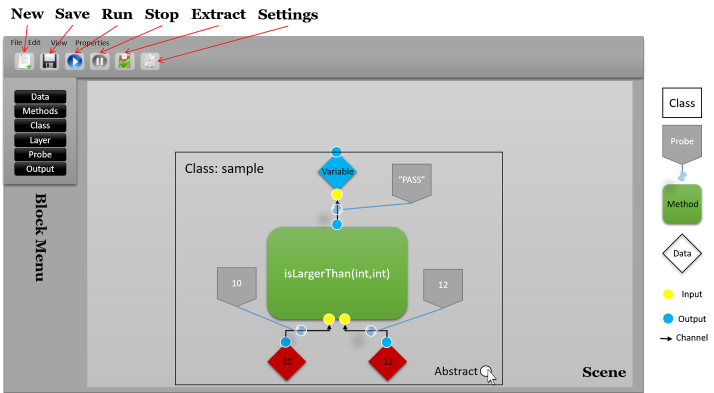 New Save Run Stop Extract Settings
File Edit View Properties
Data
Methods
Class
Layer
Probe
Output
Block Menu
Class: sample
Variable
"PASS"
isLargerThan(int,int)
10
12
10
12
Abstract
Scene
Class
Probe
Method
Data
Input
Output
Channel